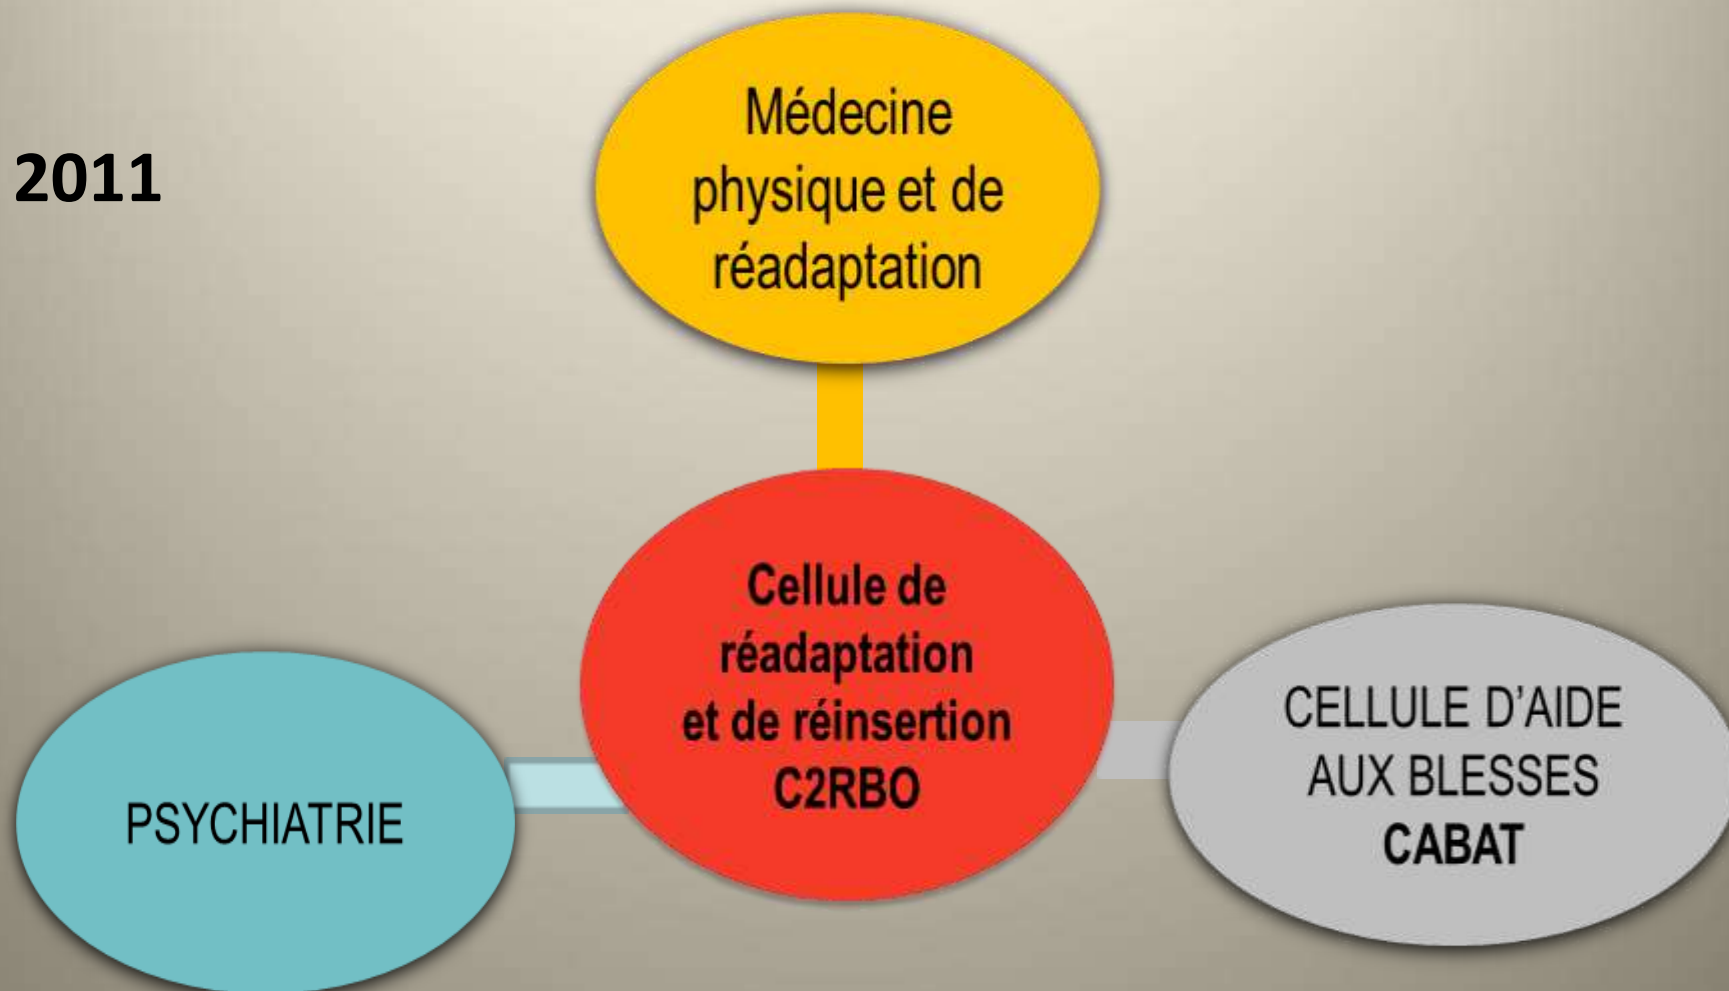 2011
Médecine
physique et de
réadaptation
Cellule de
réadaptation
et de réinsertion
C2RBO
PSYCHIATRIE
CELLULE D’AIDE
AUX BLESSES
CABAT